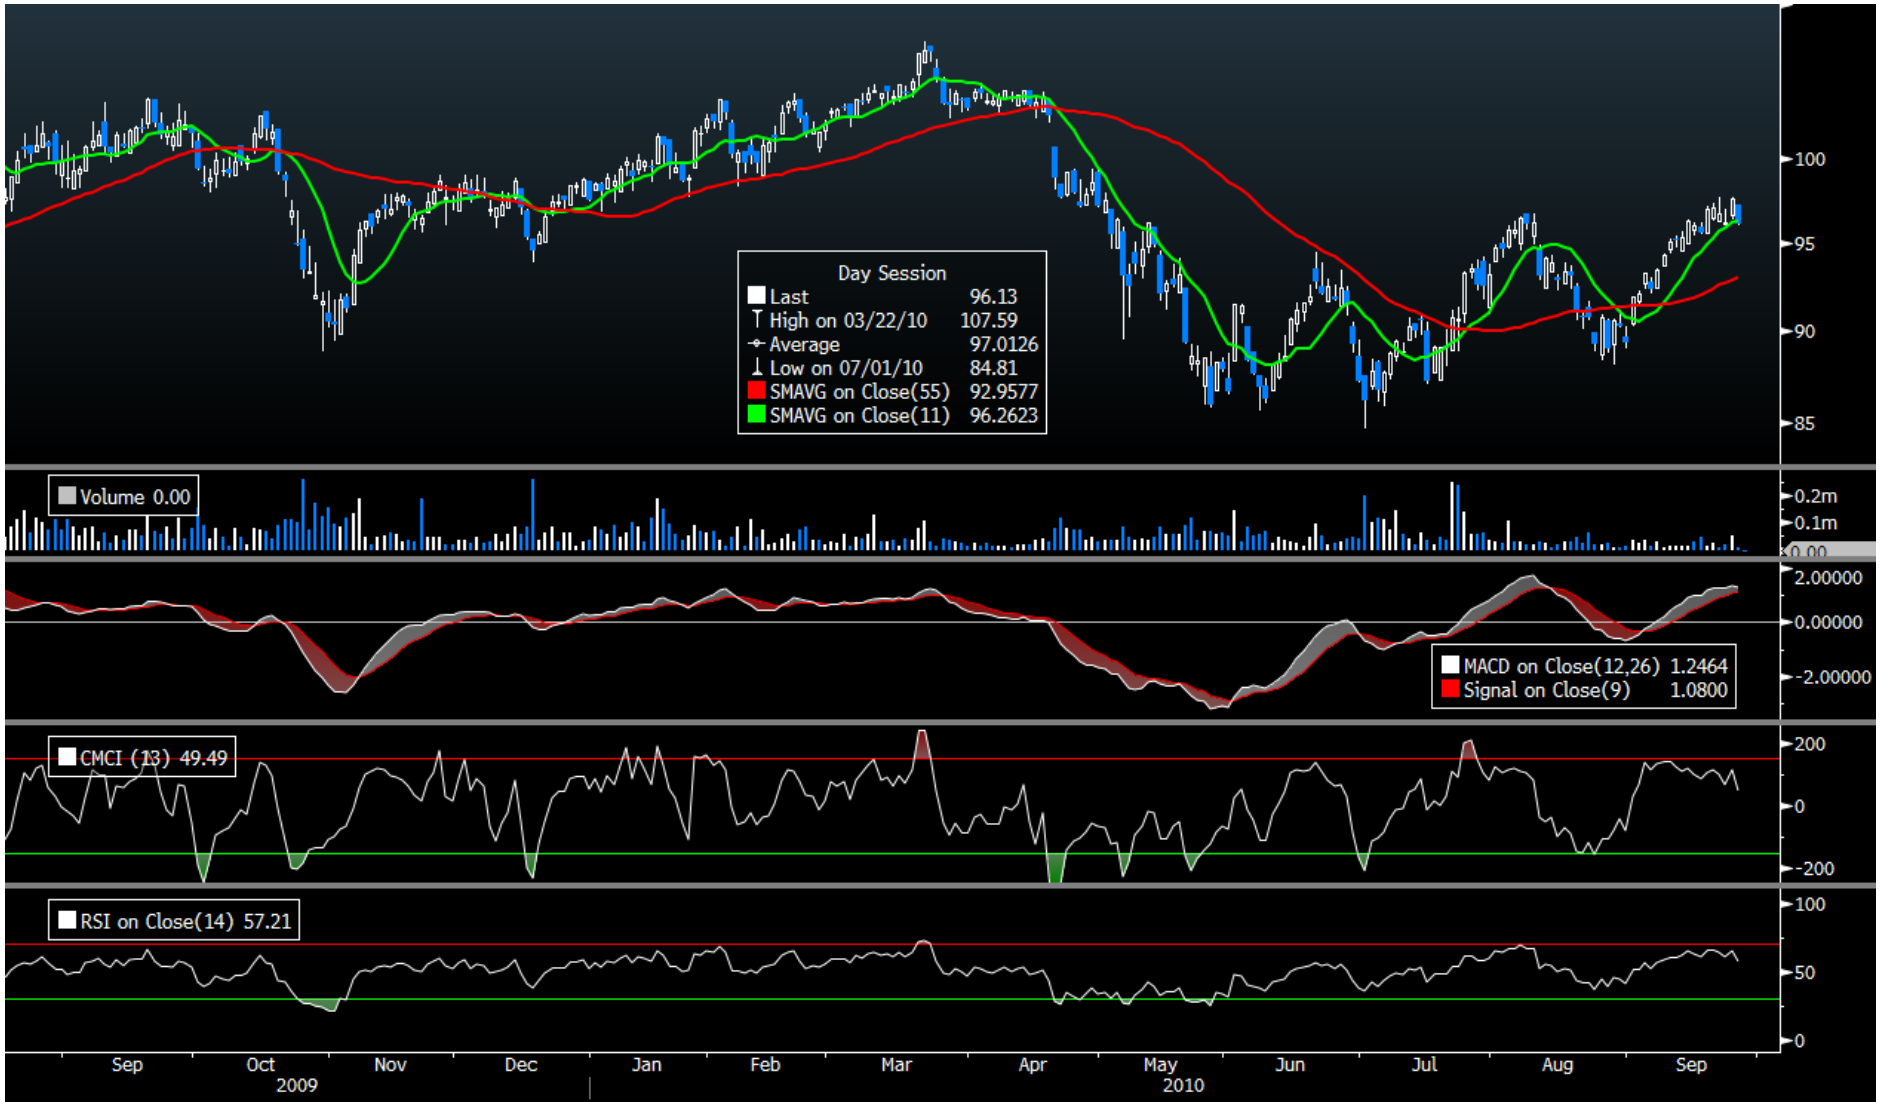 100
95
Day Session
Last 96.13
High on 03/22/10 107.59
Average 97.0126
Low on 07/01/10 84.81
SMAVG on Close(55) 92.9577
SMAVG on Close(11) 96.2623
90
85
Volume 0.00
0.2m
0.1m
0.00
2.00000
0.00000
MACD on Close(12,26) 1.2464
Signal on Close(9) 1.0800
-2.00000
CMCI (13) 49.49
200
0
-200
RSI on Close(14) 57.21
100
50
0
Sep Oct Nov Dec Jan Feb Mar Apr May Jun Jul Aug Sep
2009 2010